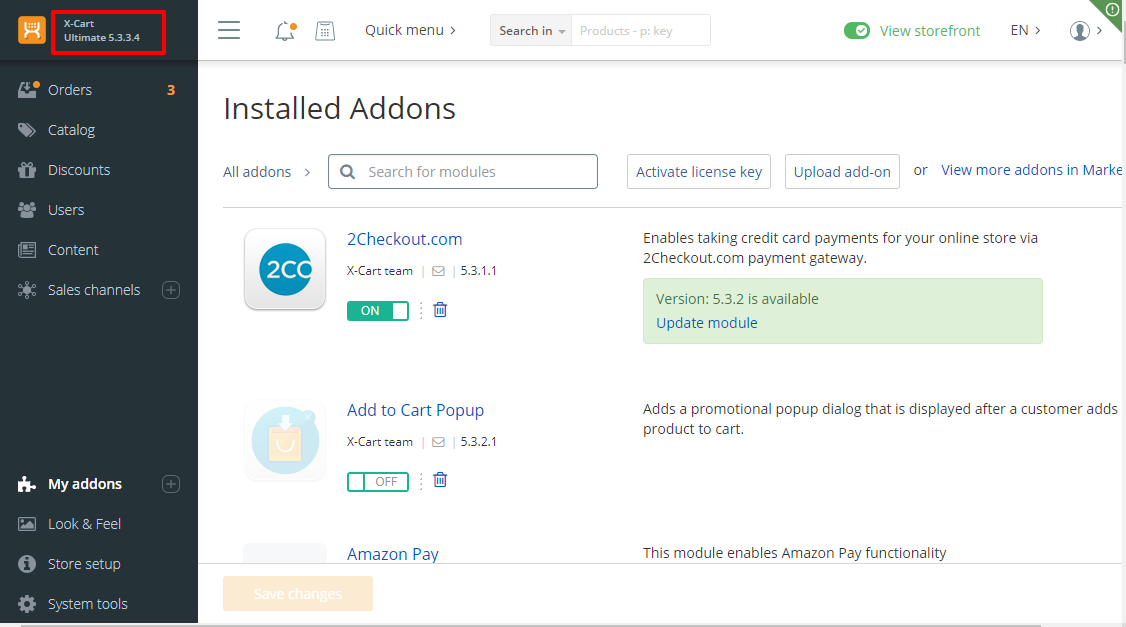 X-Cart
Ultimate 5.3.3.4
Quick menu
Search in
Products - p: key
View storefront
EN
Orders
3
Catalog
Discounts
Users
Content
Sales channels
My addons
Look & Feel
Store setup
System tools
Installed Addons
All addons
Search for modules
Activate license key
Upload add-on
or
View more addons in Marke
2CO
2Checkout.com
X-Cart team
5.3.1.1
ON
Enables taking credit card payments for your online store via
2Checkout.com payment gateway.
Version: 5.3.2 is available
Update module
Add to Cart Popup
X-Cart team
5.3.2.1
OFF
Adds a promotional popup dialog that is displayed after a customer adds
product to cart.
Amazon Pay
This module enables Amazon Pay functionality
Save changes